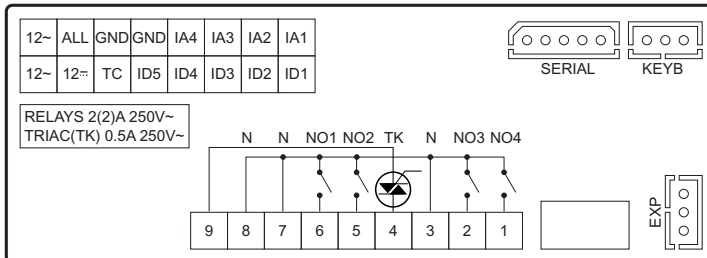 12~ ALL GND GND IA4 IA3 IA2 IA1
12~ 12⎓ TC ID5 ID4 ID3 ID2 ID1
SERIAL KEYB
RELAYS 2(2)A 250V~
TRIAC(TK) 0.5A 250V~
N N NO1 NO2 TK N NO3 NO4
EXP
9 8 7 6 5 4 3 2 1